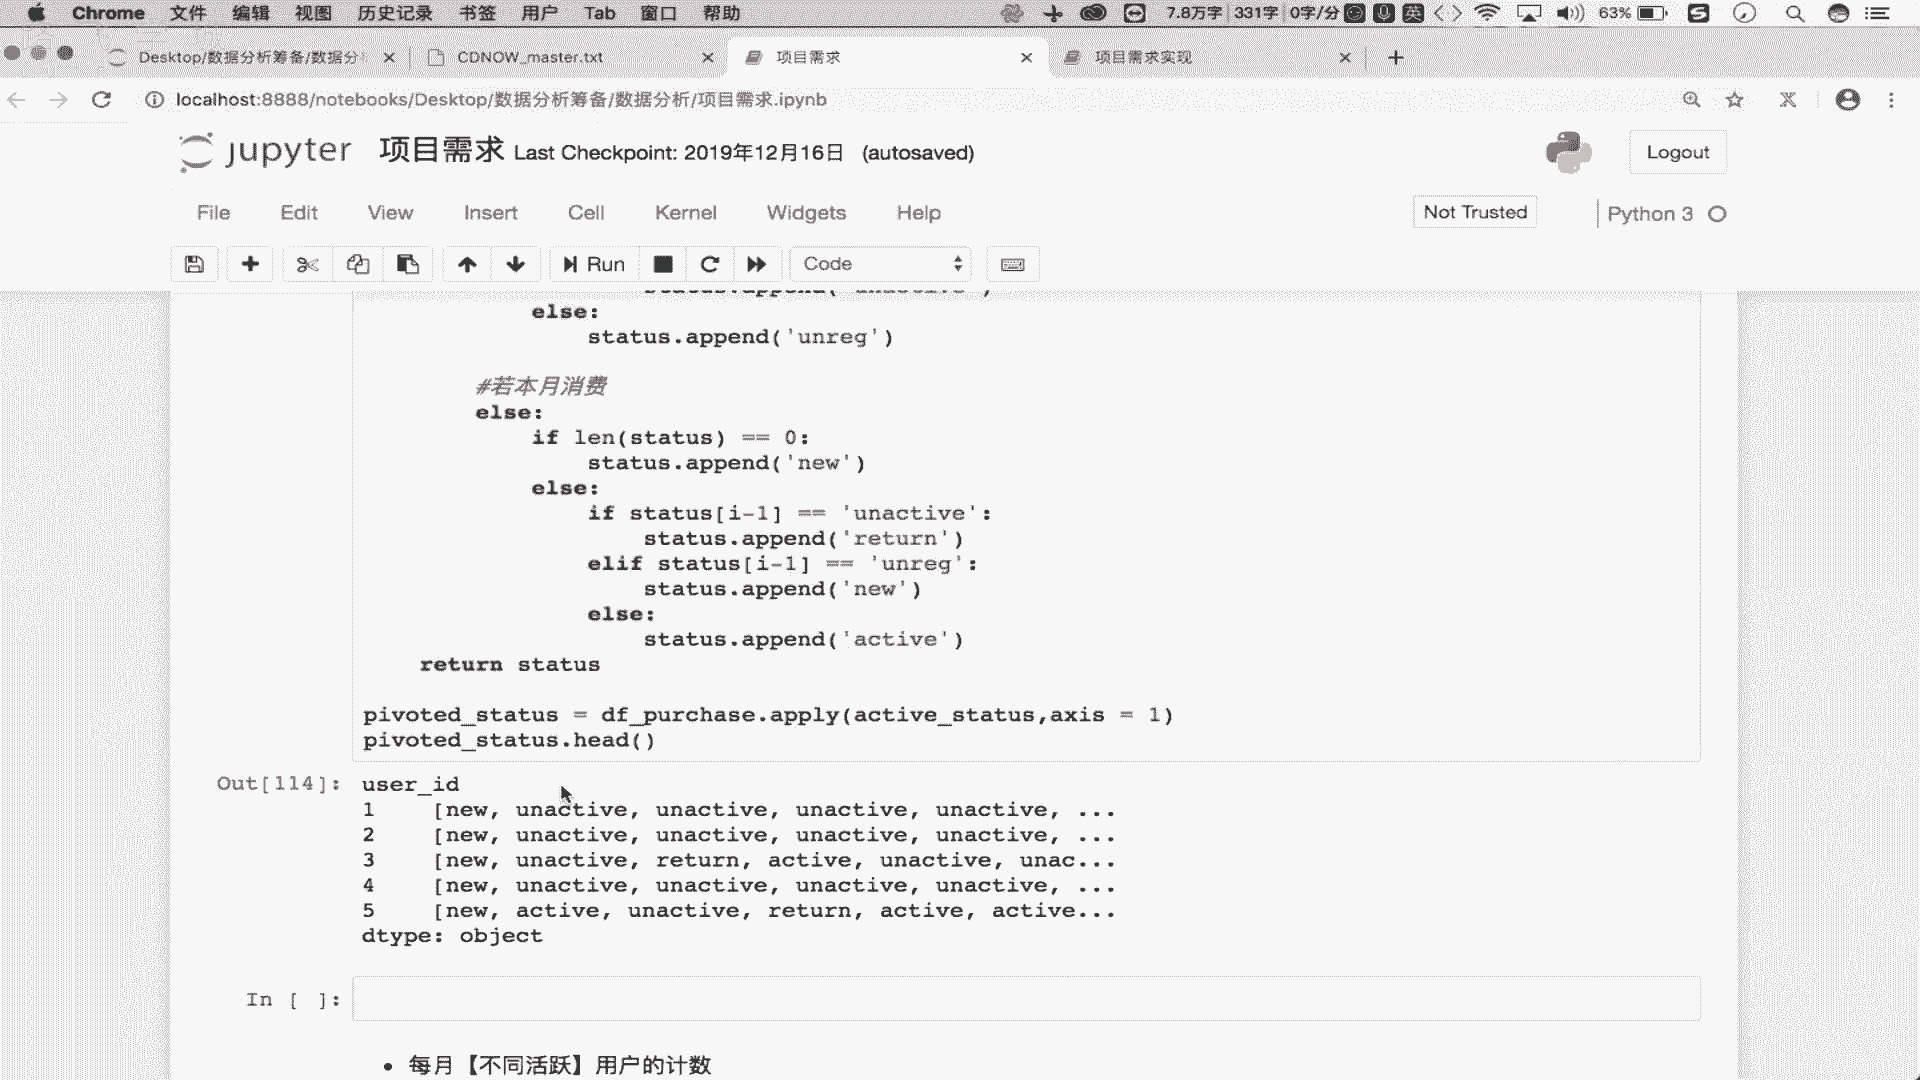 Chrome 文件 编辑 视图 历史记录 书签 用户 Tab 窗口 帮助 7.8万字 331字 0字/分 英 63%
Desktop/数据分析筹备/数据分 CDNOW_master.txt 项目需求 项目需求实现
localhost:8888/notebooks/Desktop/数据分析筹备/数据分析/项目需求.ipynb
jupyter 项目需求 Last Checkpoint: 2019年12月16日 (autosaved) Logout
File Edit View Insert Cell Kernel Widgets Help Not Trusted Python 3
Run Code
else:
status.append('unreg')
#若本月消费
else:
if len(status) == 0:
status.append('new')
else:
if status[i-1] == 'unactive':
status.append('return')
elif status[i-1] == 'unreg':
status.append('new')
else:
status.append('active')
return status
pivoted_status = df_purchase.apply(active_status,axis = 1)
pivoted_status.head()
Out[114]: user_id
1 [new, unactive, unactive, unactive, unactive, ...
2 [new, unactive, unactive, unactive, unactive, ...
3 [new, unactive, return, active, unactive, unac...
4 [new, unactive, unactive, unactive, unactive, ...
5 [new, active, unactive, return, active, active...
dtype: object
In [ ]:
• 每月【不同活跃】用户的计数